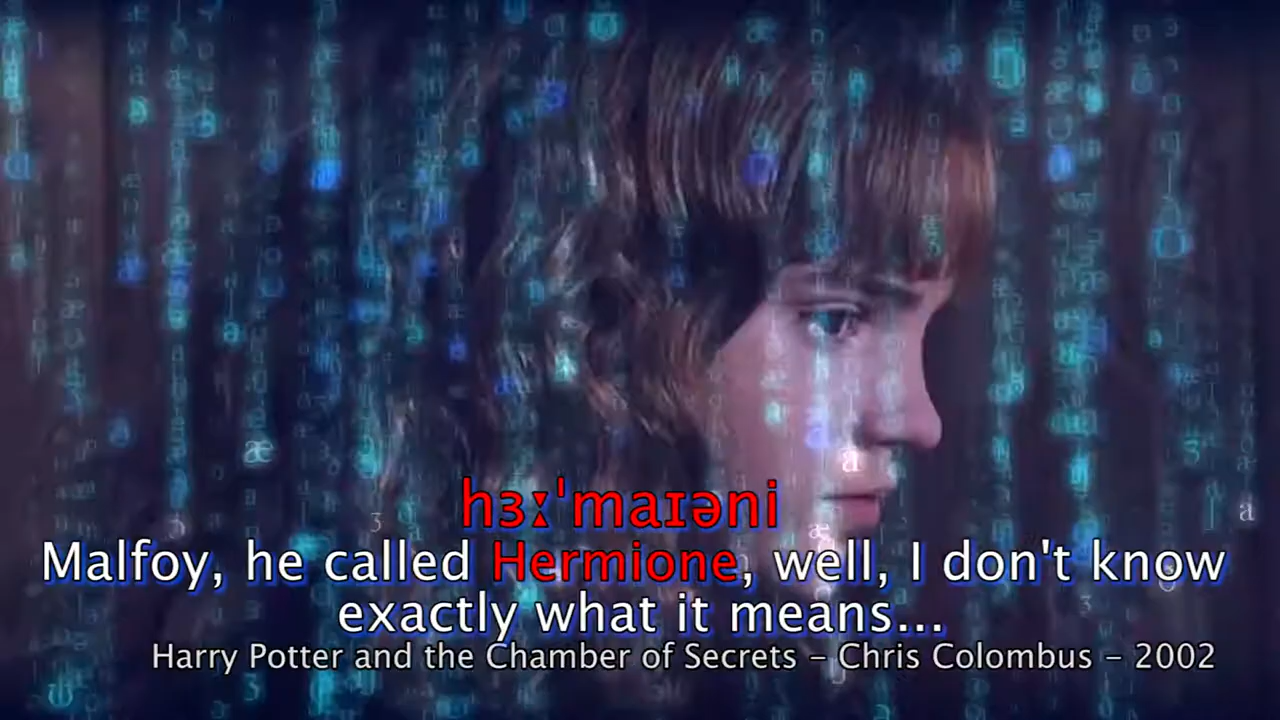 hɜːˈmaɪəni
Malfoy, he called Hermione, well, I don't know
exactly what it means...
Harry Potter and the Chamber of Secrets – Chris Colombus – 2002